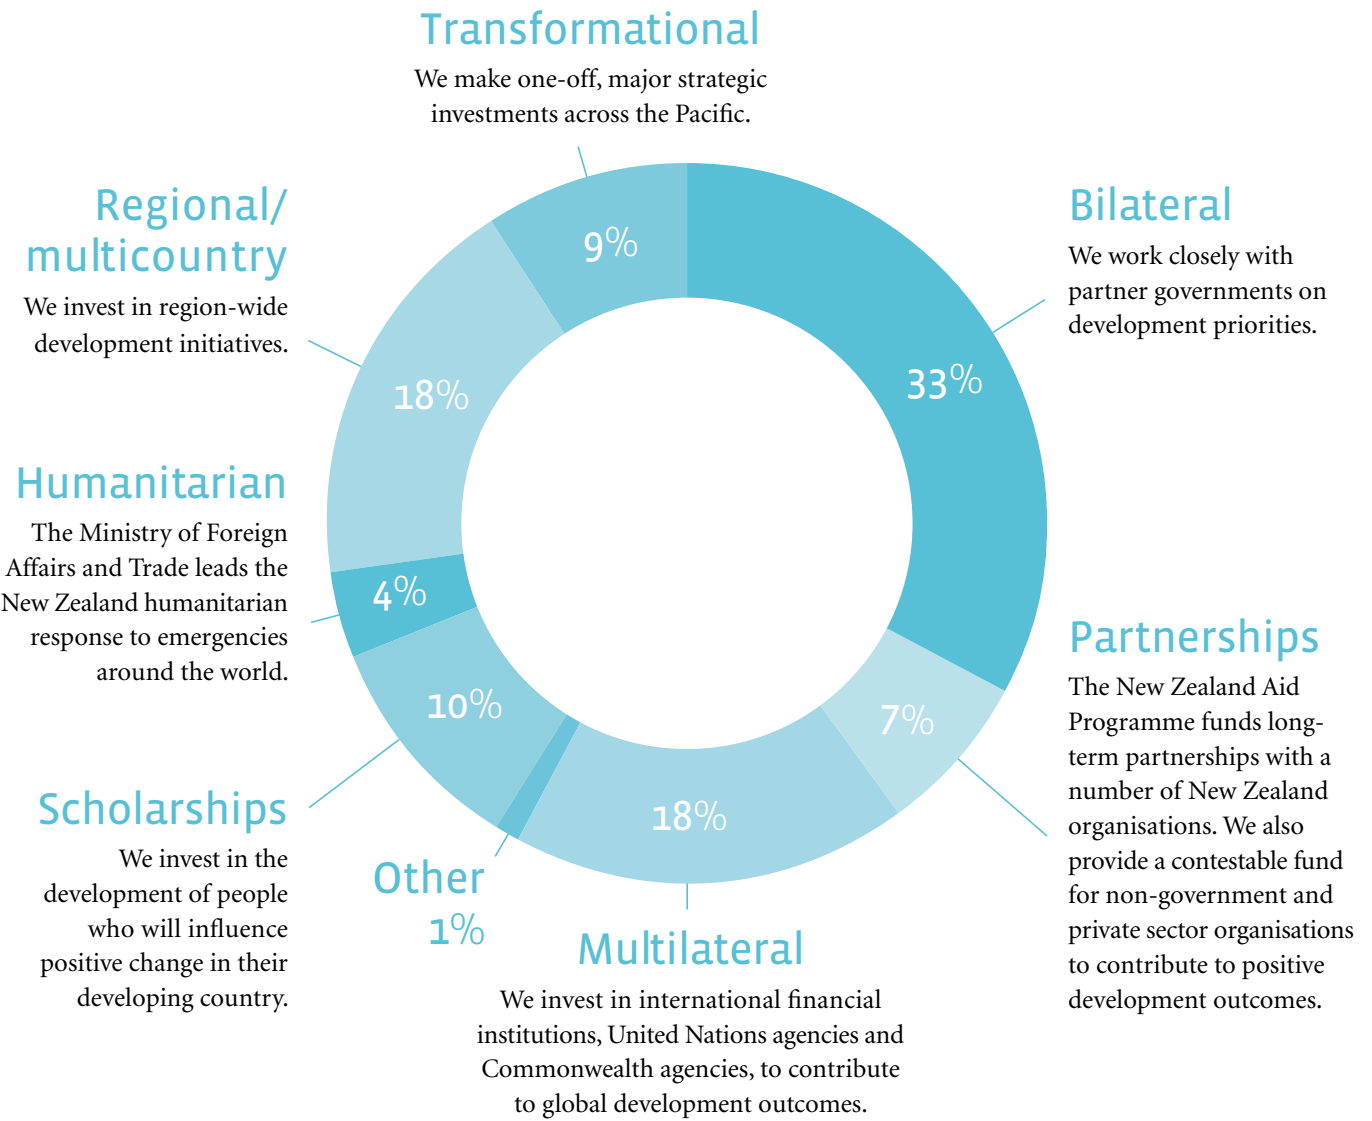 Transformational
We make one-off, major strategic
investments across the Pacific.
9%
Bilateral
We work closely with
partner governments on
development priorities.
33%
Partnerships
The New Zealand Aid
Programme funds long-
term partnerships with a
number of New Zealand
organisations. We also
provide a contestable fund
for non-government and
private sector organisations
to contribute to positive
development outcomes.
7%
Multilateral
We invest in international financial
institutions, United Nations agencies and
Commonwealth agencies, to contribute
to global development outcomes.
18%
Other
1%
Scholarships
We invest in the
development of people
who will influence
positive change in their
developing country.
10%
Humanitarian
The Ministry of Foreign
Affairs and Trade leads the
New Zealand humanitarian
response to emergencies
around the world.
4%
Regional/
multicountry
We invest in region-wide
development initiatives.
18%